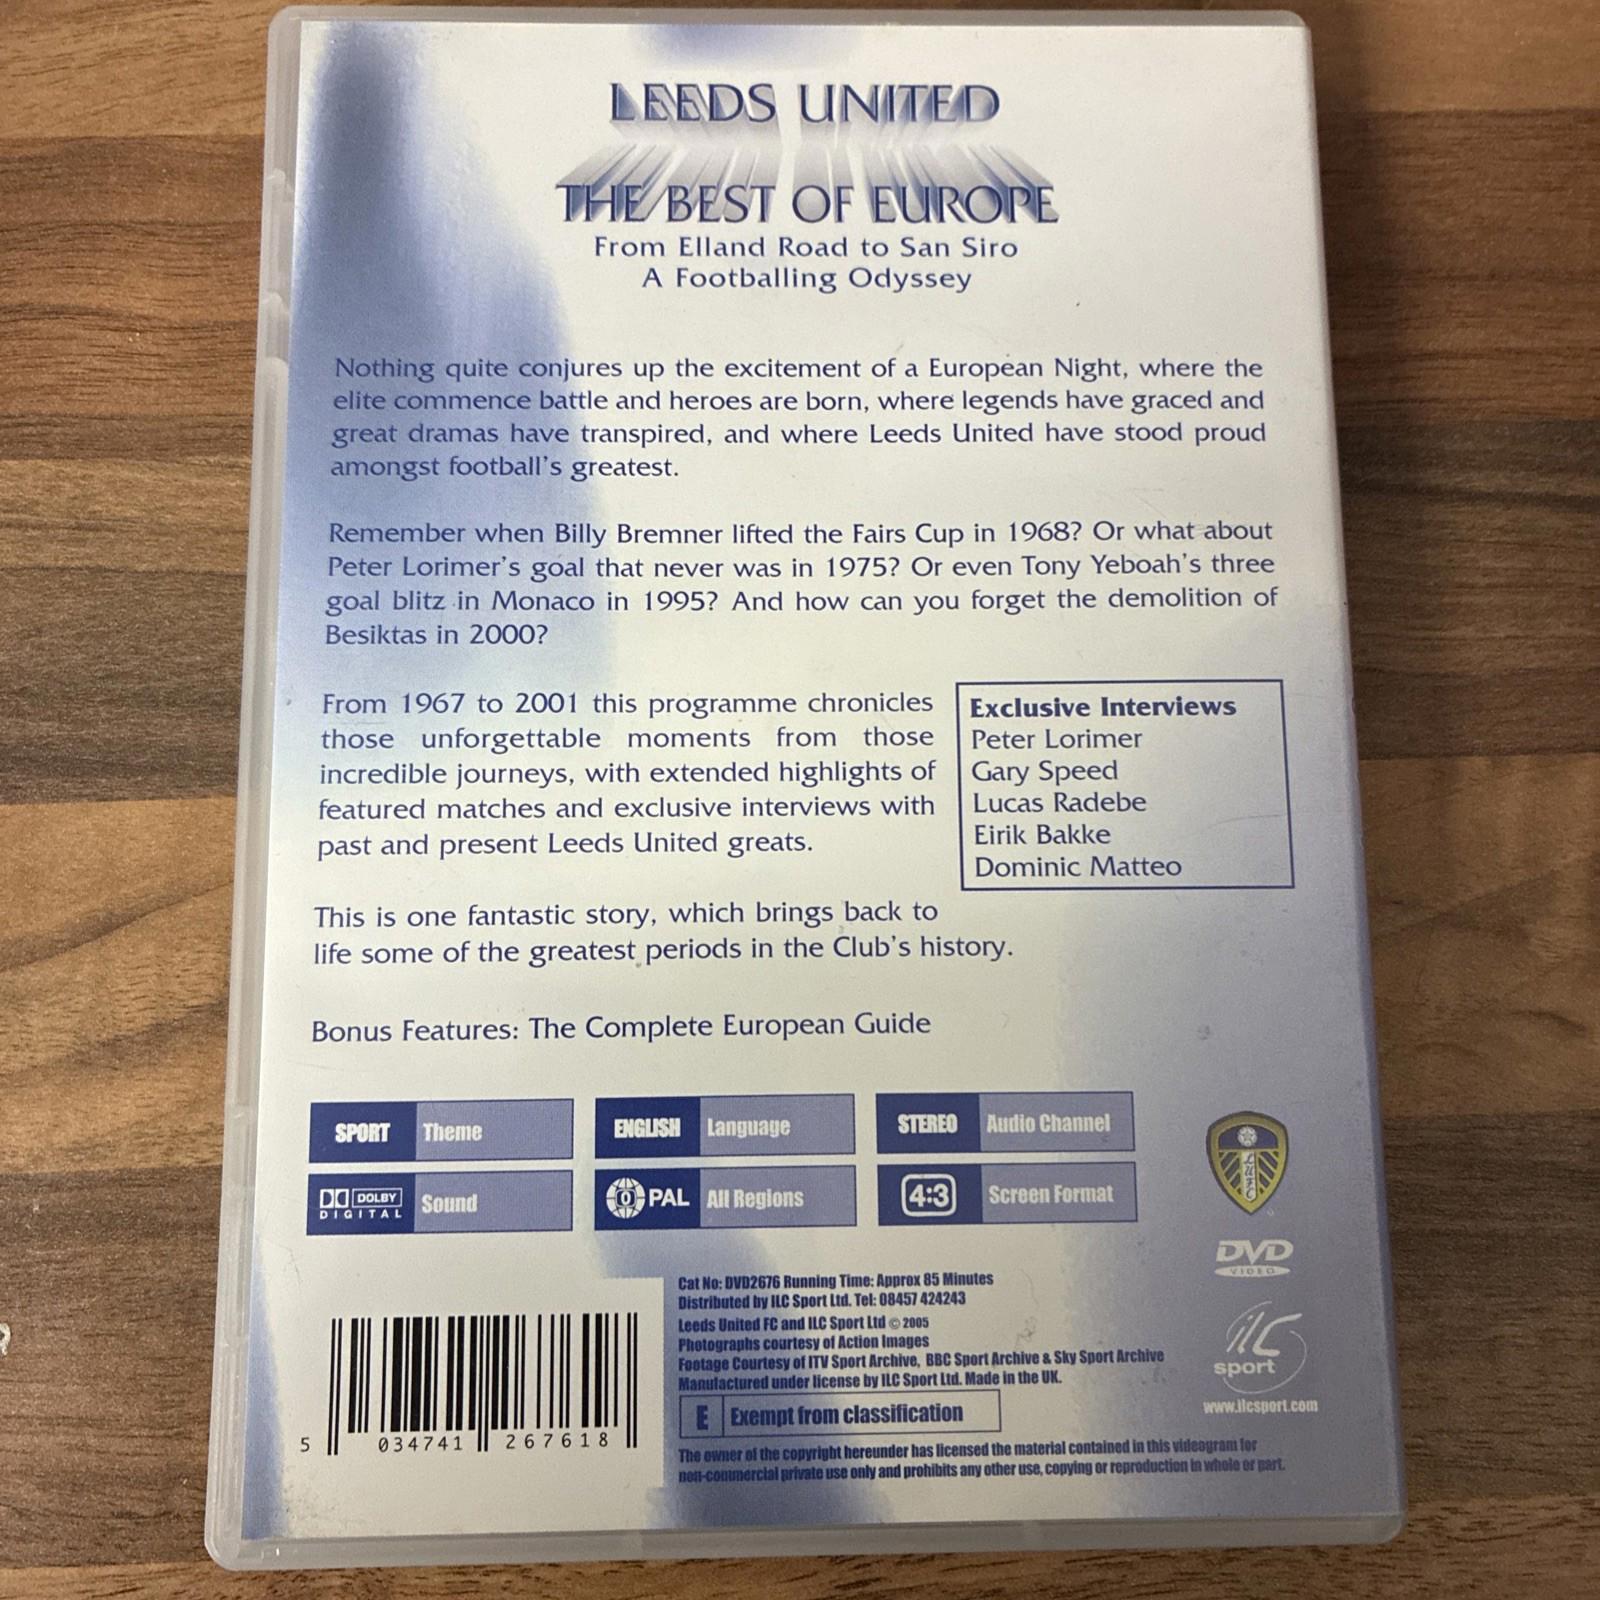 LEEDS UNITED
THE BEST OF EUROPE
From Elland Road to San Siro
A Footballing Odyssey
Nothing quite conjures up the excitement of a European Night, where the
elite commence battle and heroes are born, where legends have graced and
great dramas have transpired, and where Leeds United have stood proud
amongst football's greatest.
Remember when Billy Bremner lifted the Fairs Cup in 1968? Or what about
Peter Lorimer's goal that never was in 1975? Or even Tony Yeboah's three
goal blitz in Monaco in 1995? And how can you forget the demolition of
Besiktas in 2000?
From 1967 to 2001 this programme chronicles
those unforgettable moments from those
incredible journeys, with extended highlights of
featured matches and exclusive interviews with
past and present Leeds United greats.
Exclusive Interviews
Peter Lorimer
Gary Speed
Lucas Radebe
Eirik Bakke
Dominic Matteo
This is one fantastic story, which brings back to
life some of the greatest periods in the Club's history.
Bonus Features: The Complete European Guide
SPORT Theme
ENGLISH Language
STEREO Audio Channel
DOLBY DIGITAL Sound
0 PAL All Regions
4:3 Screen Format
LUFC
DVD
VIDEO
ilc
sport
www.ilcsport.com
Cat No: DVD2676 Running Time: Approx 85 Minutes
Distributed by ILC Sport Ltd. Tel: 08457 424243
Leeds United FC and ILC Sport Ltd © 2005
Photographs courtesy of Action Images
Footage Courtesy of ITV Sport Archive, BBC Sport Archive & Sky Sport Archive
Manufactured under license by ILC Sport Ltd. Made in the UK.
E Exempt from classification
The owner of the copyright hereunder has licensed the material contained in this videogram for
non-commercial private use only and prohibits any other use, copying or reproduction in whole or part.
5 034741 267618